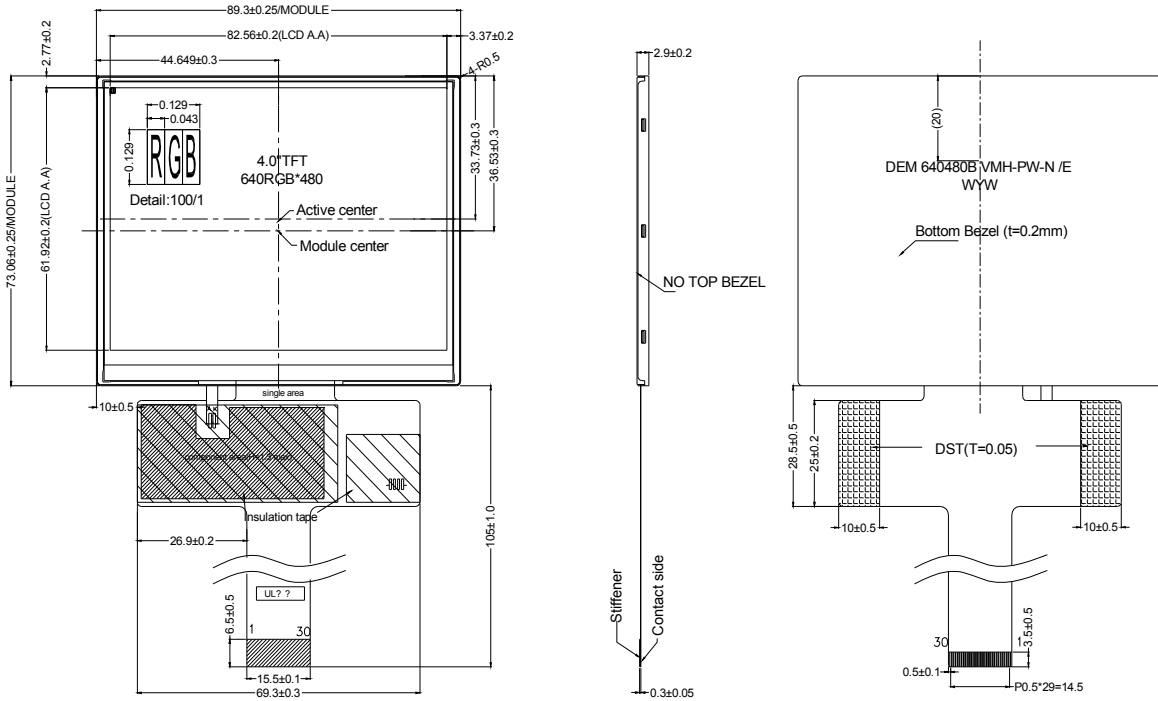 89.3±0.25/MODULE
82.56±0.2(LCD A.A)
3.37±0.2
44.649±0.3
4-R0.5
2.77±0.2
73.06±0.25/MODULE
61.92±0.2(LCD A.A)
0.129
0.043
0.129
RGB
Detail:100/1
4.0"TFT
640RGB*480
Active center
Module center
33.73±0.3
36.53±0.3
10±0.5
single area
A K
Insulation tape
26.9±0.2
105±1.0
UL? ?
6.5±0.5
1
30
15.5±0.1
69.3±0.3
2.9±0.2
NO TOP BEZEL
Stiffener
Contact side
0.3±0.05
(20)
DEM 640480B VMH-PW-N /E
WYW
Bottom Bezel (t=0.2mm)
28.5±0.5
25±0.2
DST(T=0.05)
10±0.5
10±0.5
30
1
3.5±0.5
0.5±0.1
P0.5*29=14.5